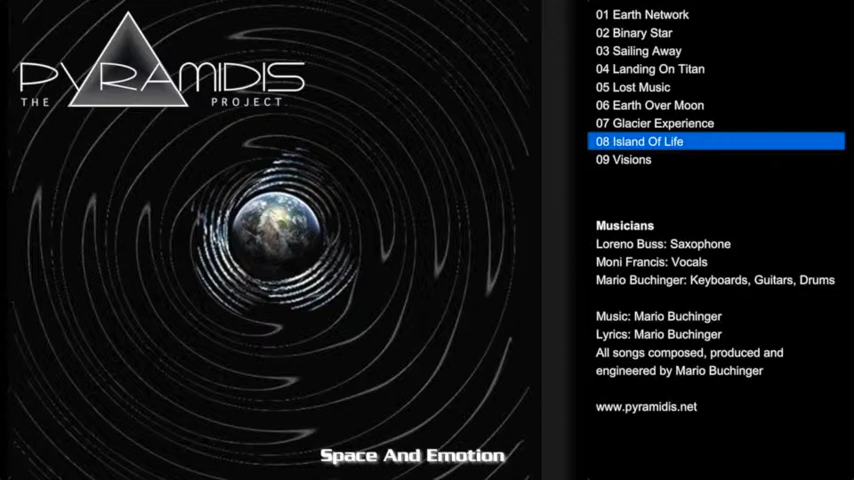 PYRAMIDIS
THE PROJECT
Space And Emotion
01 Earth Network
02 Binary Star
03 Sailing Away
04 Landing On Titan
05 Lost Music
06 Earth Over Moon
07 Glacier Experience
08 Island Of Life
09 Visions
Musicians
Loreno Buss: Saxophone
Moni Francis: Vocals
Mario Buchinger: Keyboards, Guitars, Drums
Music: Mario Buchinger
Lyrics: Mario Buchinger
All songs composed, produced and
engineered by Mario Buchinger
www.pyramidis.net